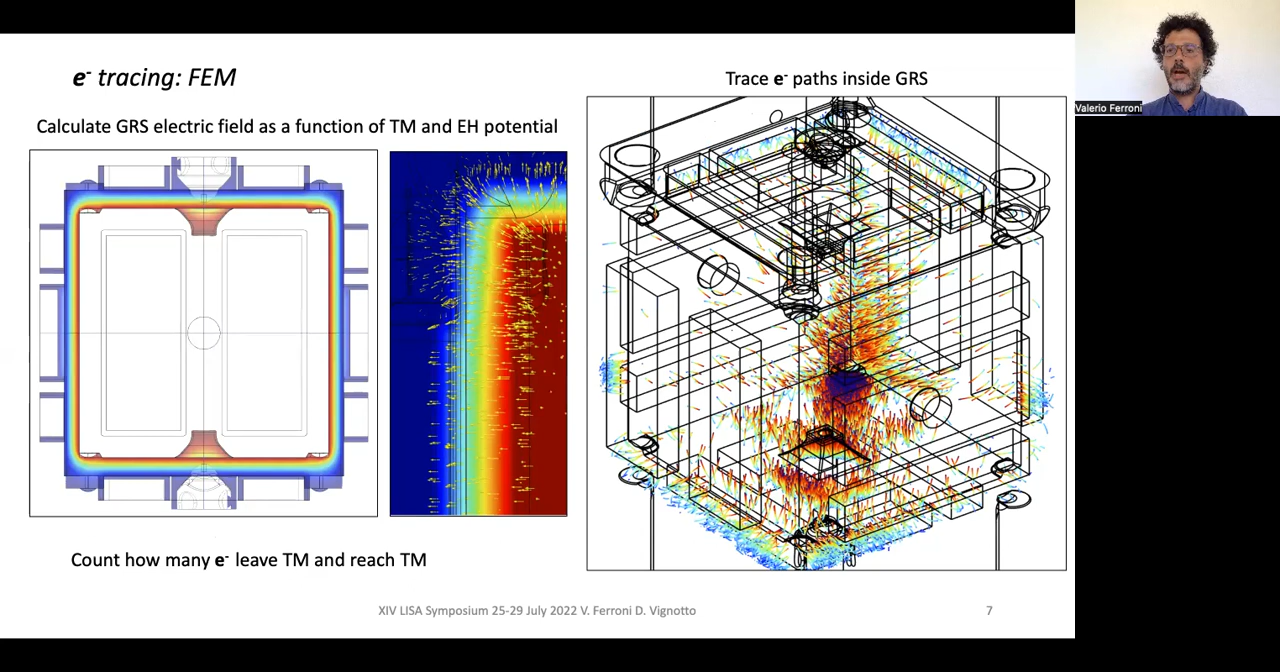 e- tracing: FEM
Calculate GRS electric field as a function of TM and EH potential
Trace e- paths inside GRS
Valerio Ferroni
Count how many e- leave TM and reach TM
XIV LISA Symposium 25-29 July 2022 V. Ferroni D. Vignotto
7